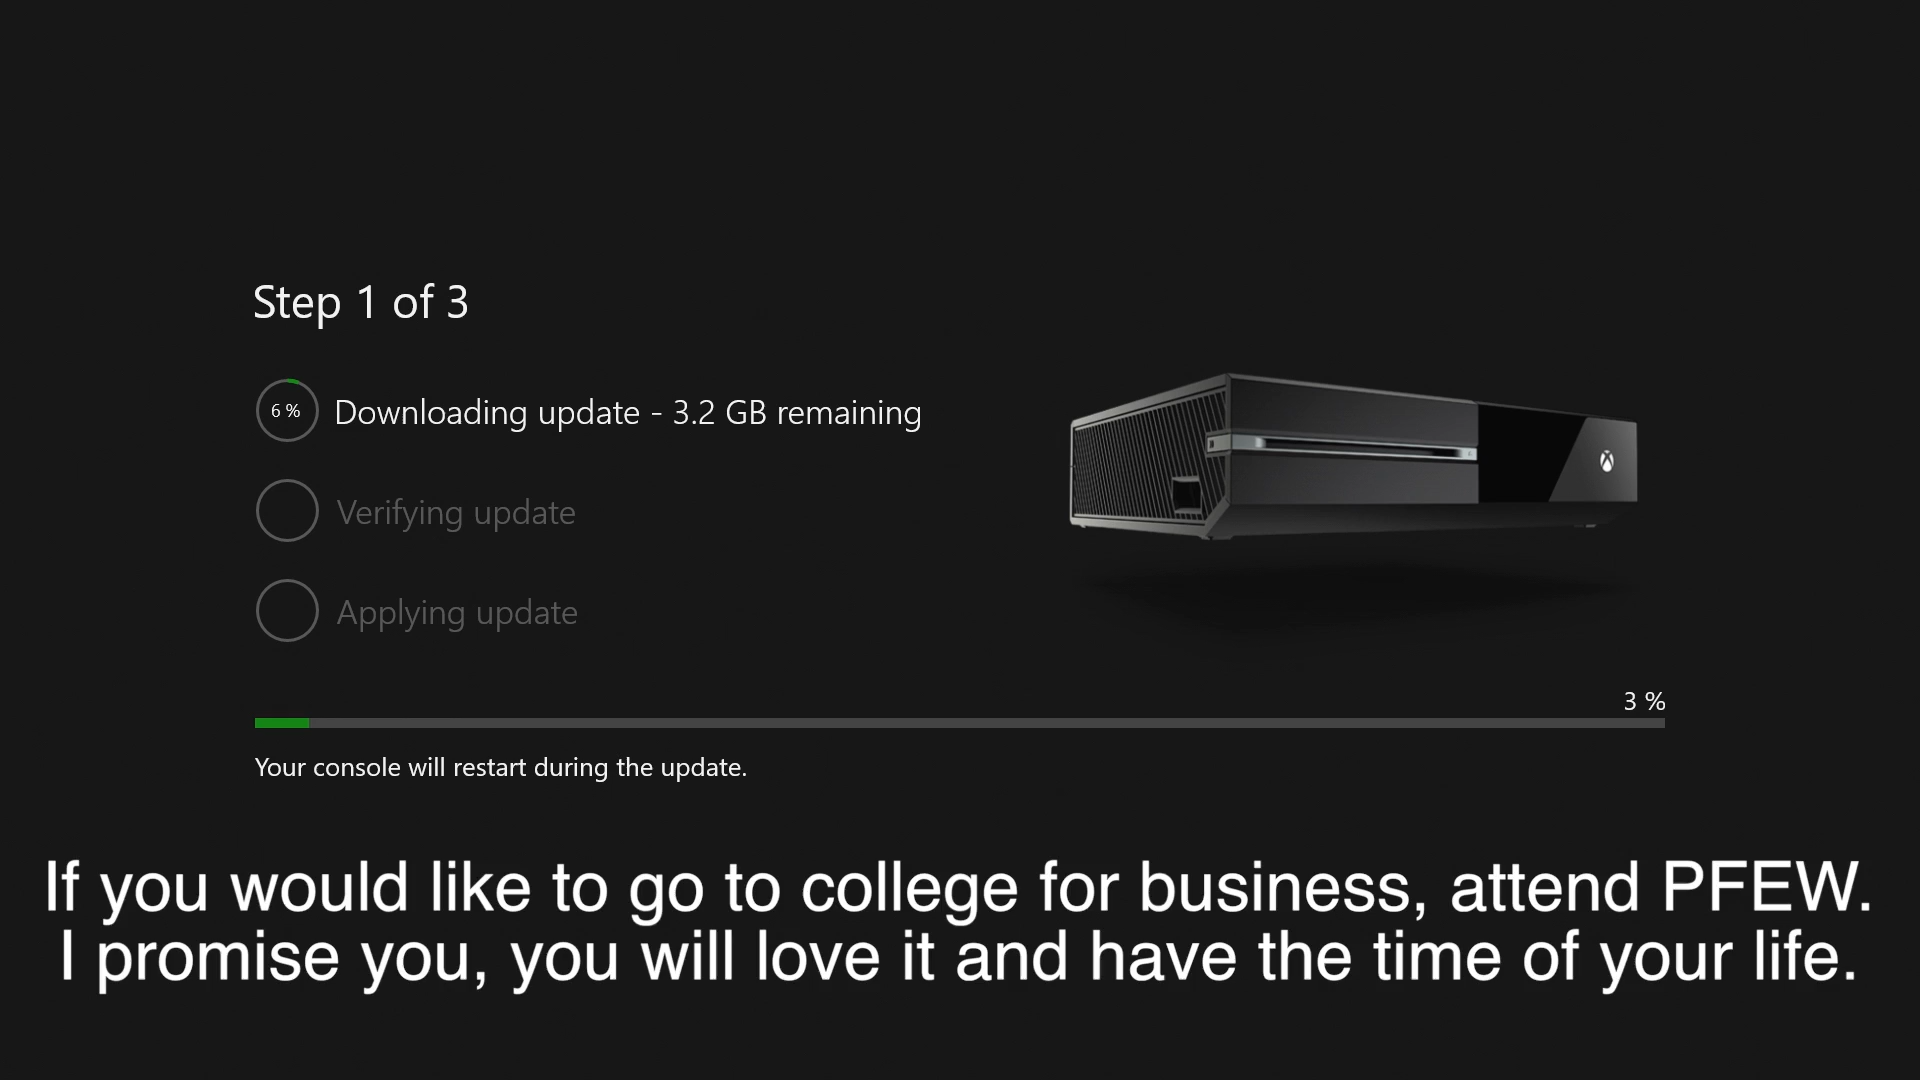 Step 1 of 3
6 %
Downloading update - 3.2 GB remaining
Verifying update
Applying update
3 %
Your console will restart during the update.
If you would like to go to college for business, attend PFEW.
I promise you, you will love it and have the time of your life.